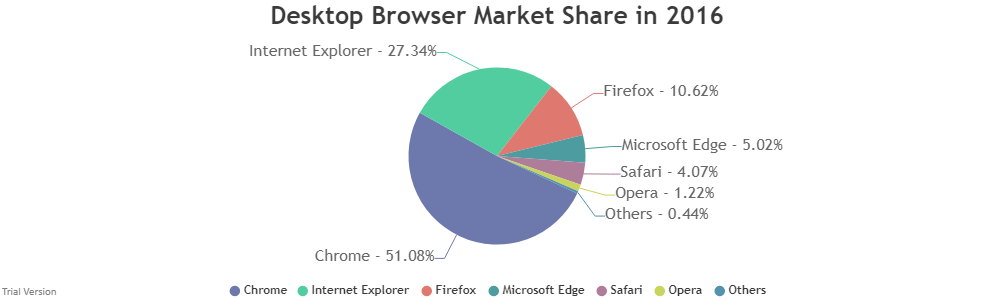 Desktop Browser Market Share in 2016
Internet Explorer - 27.34%
Firefox - 10.62%
Microsoft Edge - 5.02%
Safari - 4.07%
Opera - 1.22%
Others - 0.44%
Chrome - 51.08%
Chrome Internet Explorer Firefox Microsoft Edge Safari Opera Others
Trial Version